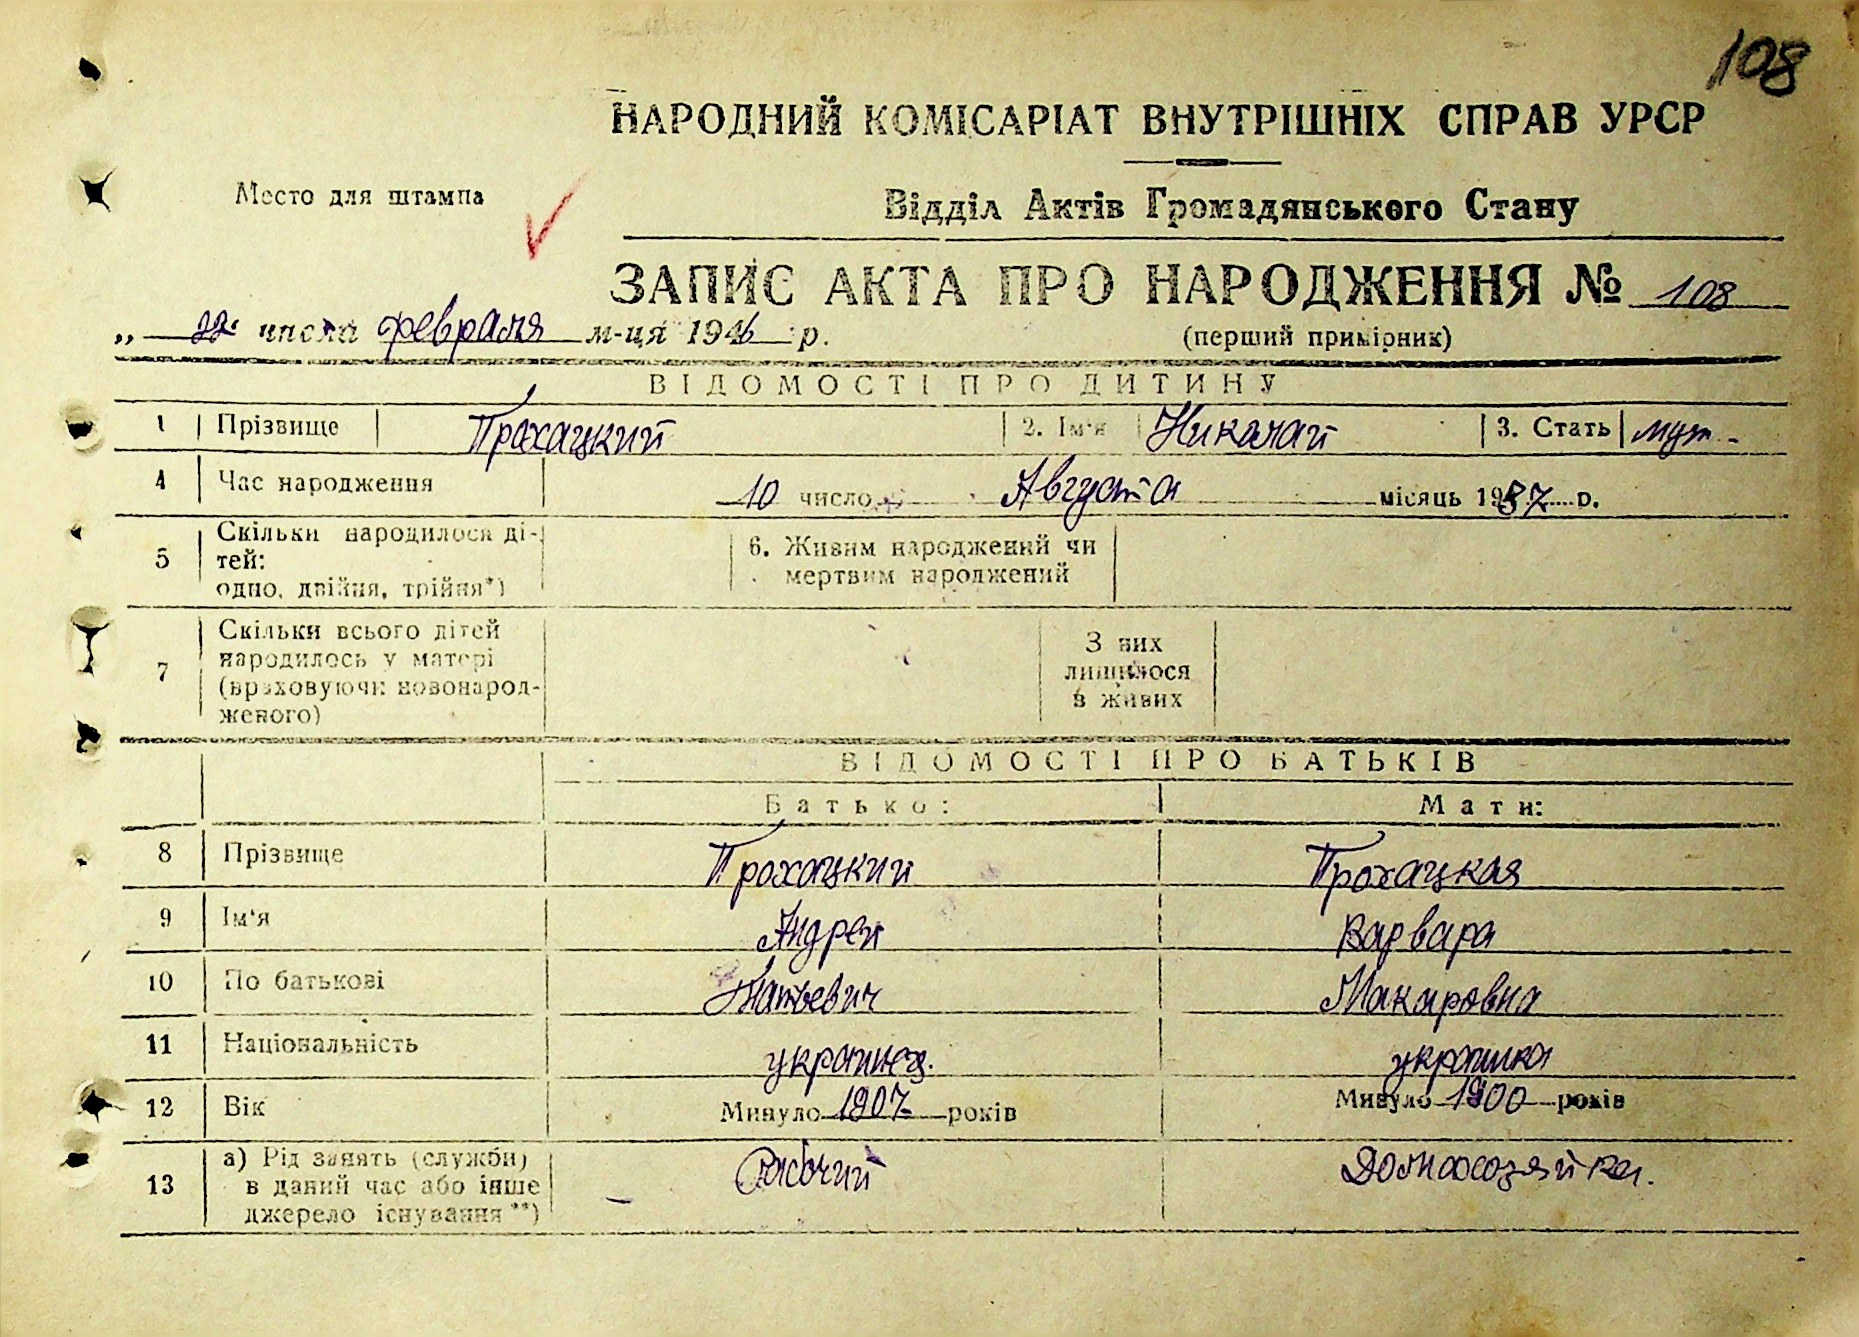 108
НАРОДНИЙ КОМІСАРІАТ ВНУТРІШНІХ СПРАВ УРСР
Место для штампа
Відділ Актів Громадянського Стану
ЗАПИС АКТА ПРО НАРОДЖЕННЯ № 108
„ 22 числа февраля м-ця 1946 р.
(перший примірник)
ВІДОМОСТІ ПРО ДИТИНУ
1 Прізвище Прохацкий 2. Ім'я Николай 3. Стать муж.
4 Час народження 10 число Августа місяць 1937 р.
5 Скільки народилося ді-
тей:
одно, двійня, трійня*)
6. Живим народжений чи
мертвим народжений
7 Скільки всього дітей
народилось у матері
(враховуючи новонарод-
женого)
З них
лишилося
в живих
ВІДОМОСТІ ПРО БАТЬКІВ
Батько: Мати:
8 Прізвище Прохацкий Прохацкая
9 Ім'я Андрей Варвара
10 По батькові Макаровна
11 Національність украинец. украинка
12 Вік Минуло 1907 років Минуло 1900 років
13 а) Рід занять (служби)
в даний час або інше
джерело існування**)
Рабочий Домохозяйка.